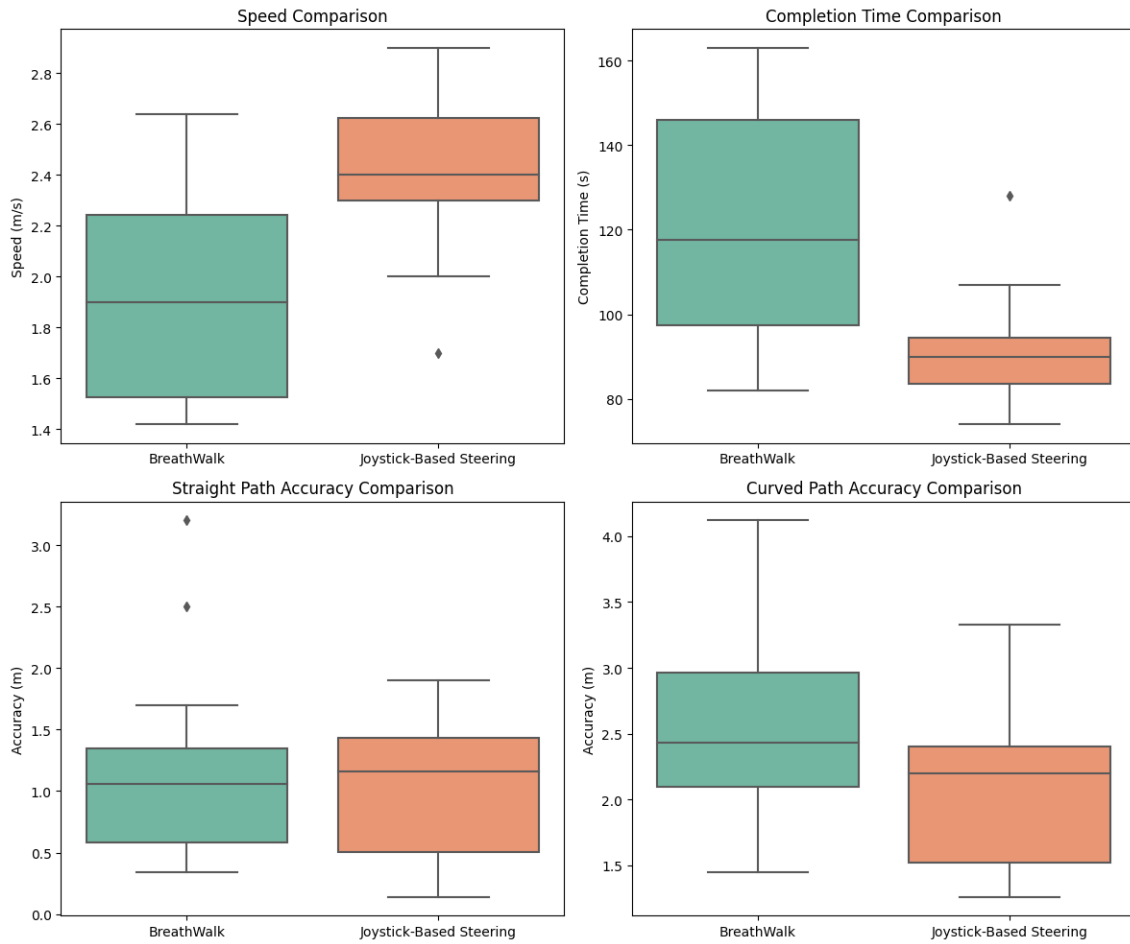 Speed Comparison
Speed (m/s)
2.8
2.6
2.4
2.2
2.0
1.8
1.6
1.4
BreathWalk
Joystick-Based Steering
Completion Time Comparison
Completion Time (s)
160
140
120
100
80
BreathWalk
Joystick-Based Steering
Straight Path Accuracy Comparison
Accuracy (m)
3.0
2.5
2.0
1.5
1.0
0.5
0.0
BreathWalk
Joystick-Based Steering
Curved Path Accuracy Comparison
Accuracy (m)
4.0
3.5
3.0
2.5
2.0
1.5
BreathWalk
Joystick-Based Steering